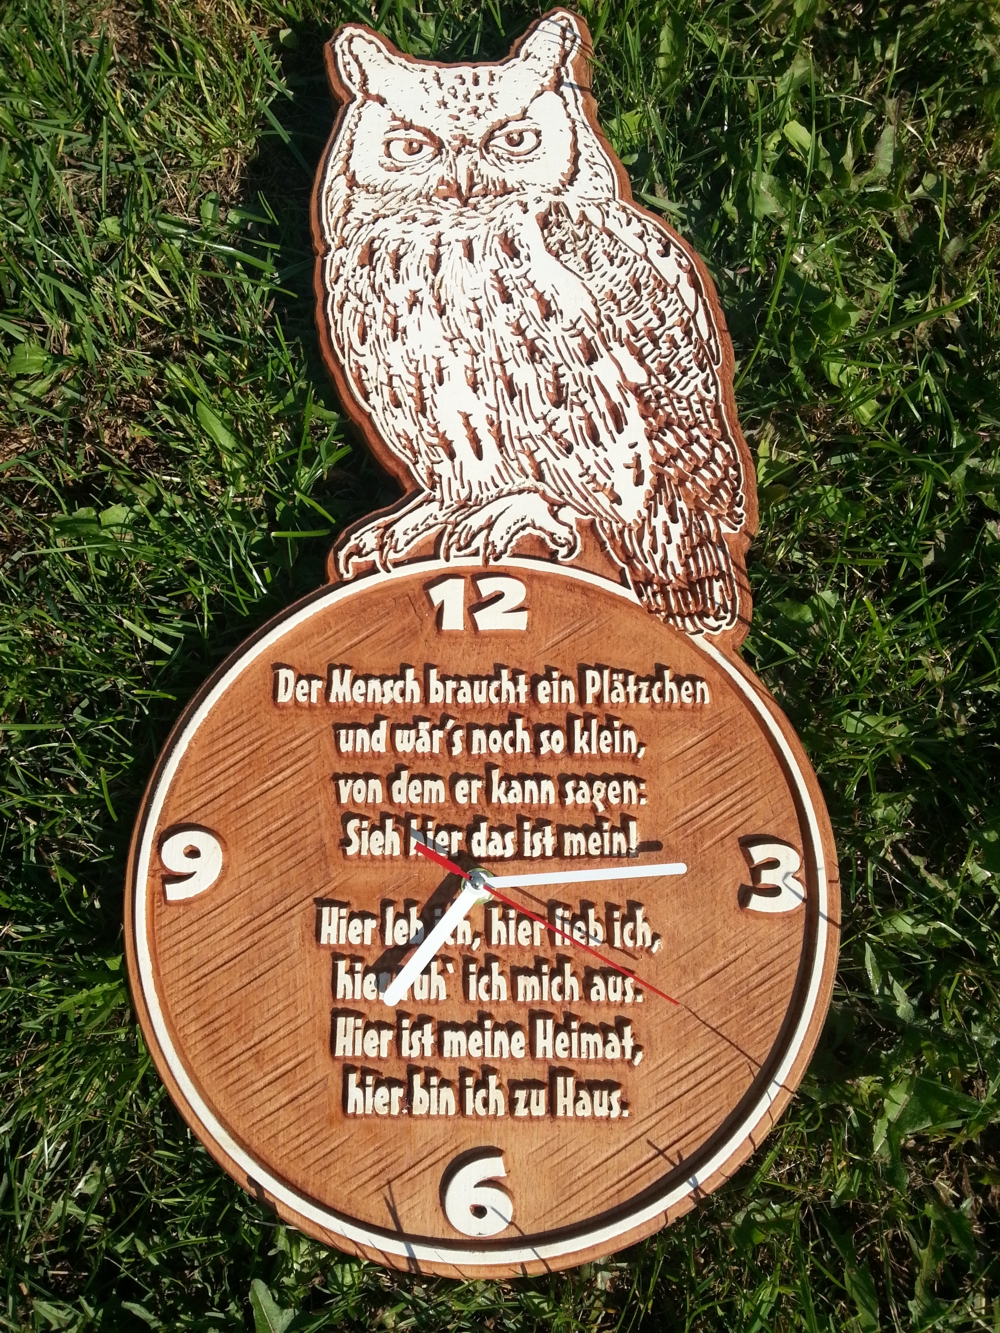 12
Der Mensch braucht ein Plätzchen
und wär's noch so klein,
von dem er kann sagen:
Sieh hier das ist mein!
9
3
Hier leb ich, hier lieb ich,
hier ruh` ich mich aus.
Hier ist meine Heimat,
hier bin ich zu Haus.
6